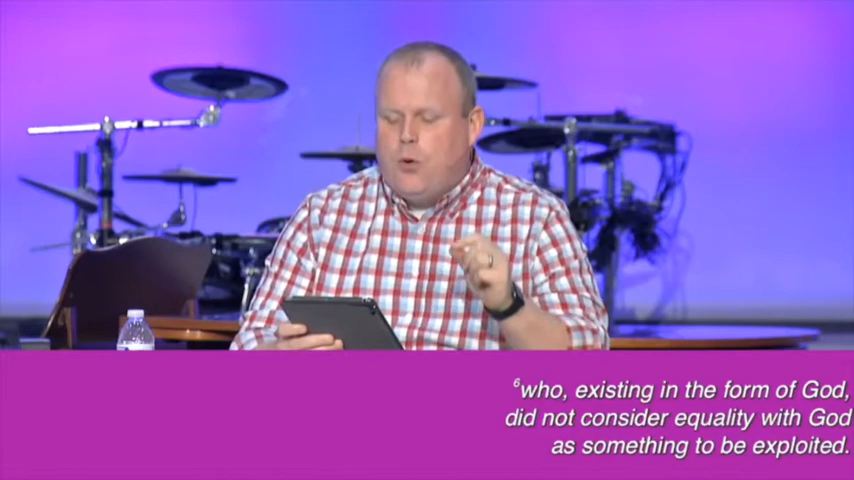 ⁶who, existing in the form of God,
did not consider equality with God
as something to be exploited.